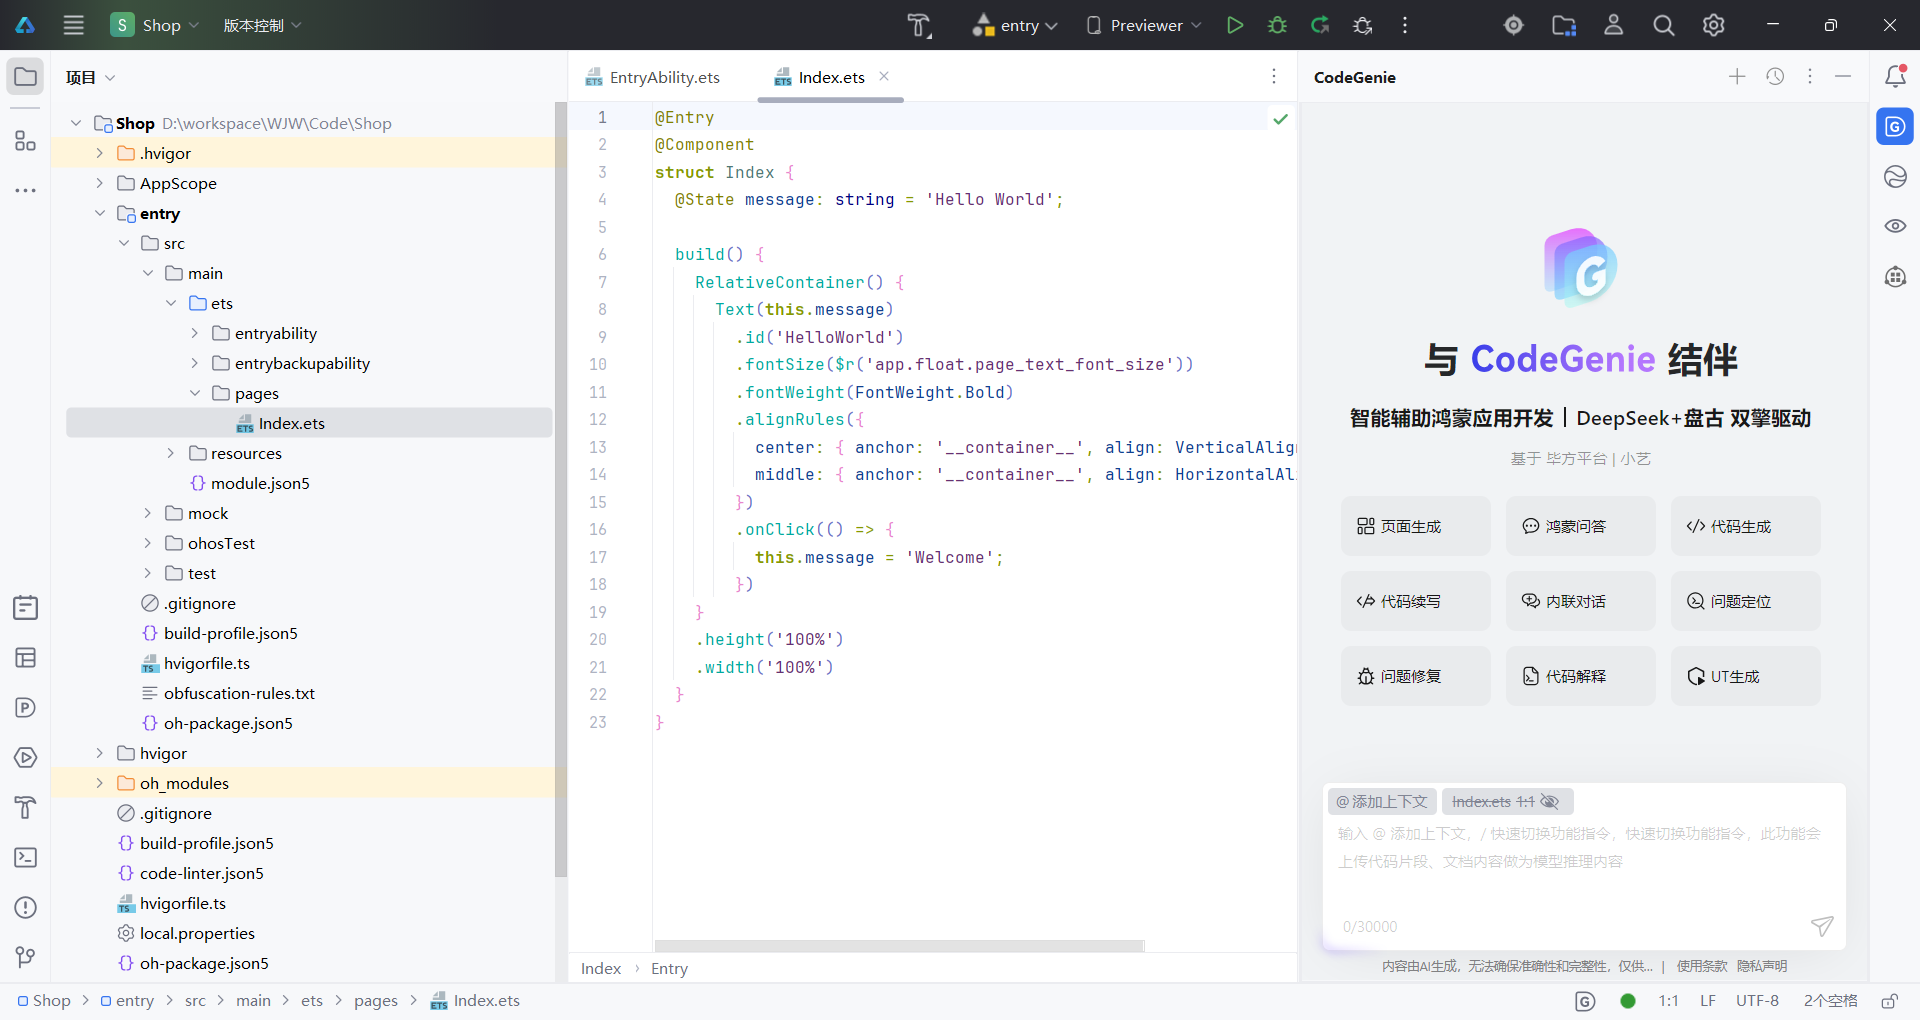 S Shop 版本控制 entry Previewer
项目
Shop D:\workspace\WJW\Code\Shop
.hvigor
AppScope
entry
src
main
ets
entryability
entrybackupability
pages
Index.ets
resources
module.json5
mock
ohosTest
test
.gitignore
build-profile.json5
hvigorfile.ts
obfuscation-rules.txt
oh-package.json5
hvigor
oh_modules
.gitignore
build-profile.json5
code-linter.json5
hvigorfile.ts
local.properties
oh-package.json5
EntryAbility.ets Index.ets
1 @Entry
2 @Component
3 struct Index {
4 @State message: string = 'Hello World';
5
6 build() {
7 RelativeContainer() {
8 Text(this.message)
9 .id('HelloWorld')
10 .fontSize($r('app.float.page_text_font_size'))
11 .fontWeight(FontWeight.Bold)
12 .alignRules({
13 center: { anchor: '__container__', align: VerticalAlig
14 middle: { anchor: '__container__', align: HorizontalAl
15 })
16 .onClick(() => {
17 this.message = 'Welcome';
18 })
19 }
20 .height('100%')
21 .width('100%')
22 }
23 }
Index › Entry
CodeGenie
与 CodeGenie 结伴
智能辅助鸿蒙应用开发｜DeepSeek+盘古 双擎驱动
基于 毕方平台 | 小艺
页面生成 鸿蒙问答 代码生成
代码续写 内联对话 问题定位
问题修复 代码解释 UT生成
@ 添加上下文 Index.ets 1:1
输入 @ 添加上下文，/ 快速切换功能指令，快速切换功能指令，此功能会
上传代码片段、文档内容做为模型推理内容
0/30000
内容由AI生成，无法确保准确性和完整性，仅供... | 使用条款 隐私声明
Shop > entry > src > main > ets > pages > Index.ets 1:1 LF UTF-8 2个空格